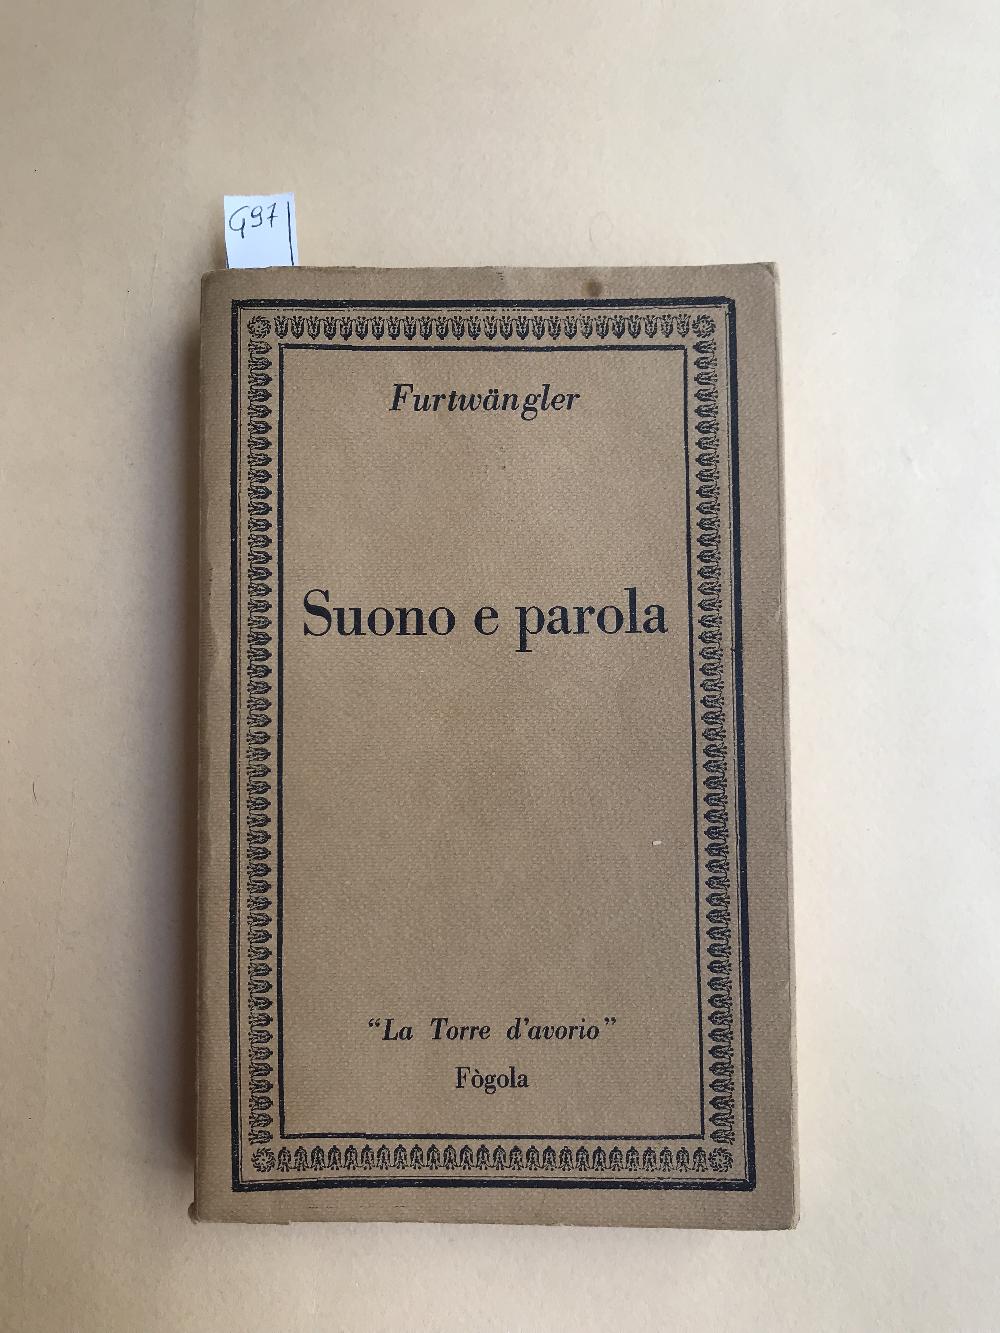 G97
Furtwängler
Suono e parola
“La Torre d’avorio”
Fògola